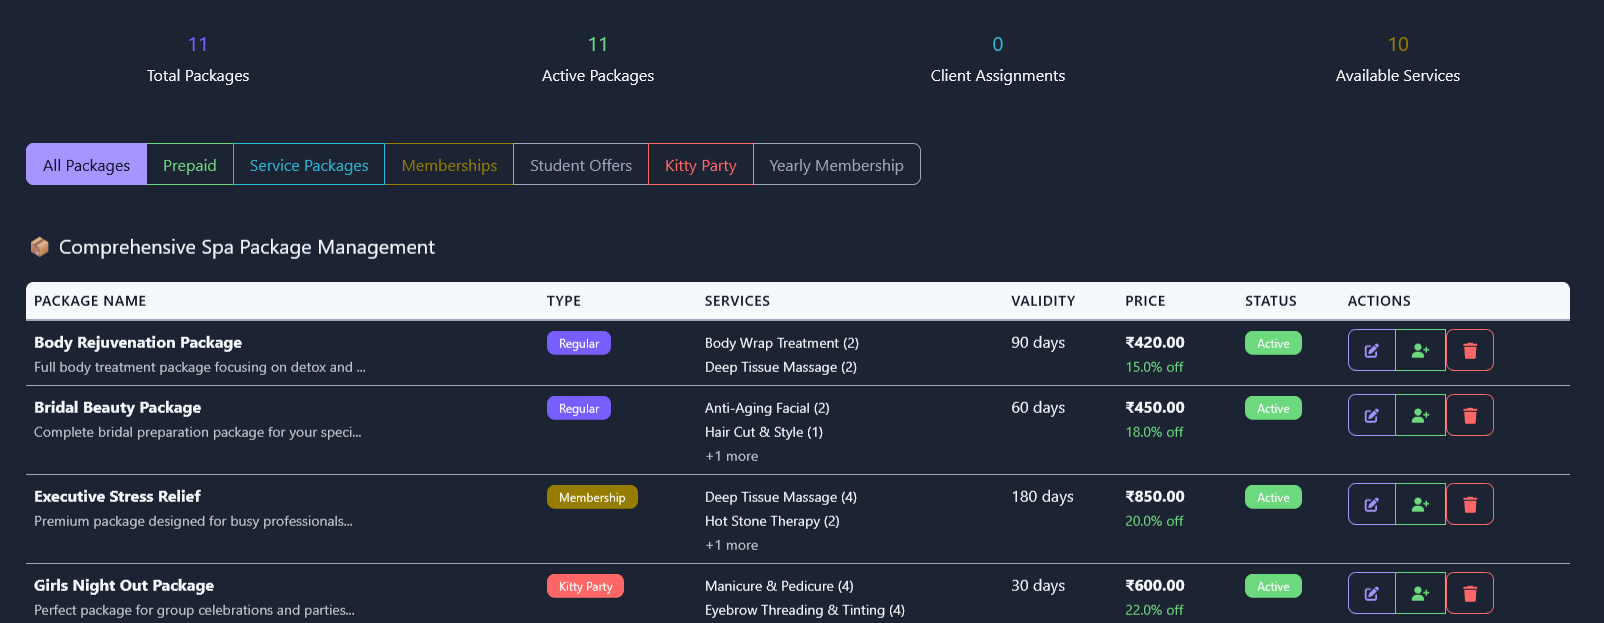 11 11 0 10
Total Packages Active Packages Client Assignments Available Services
All Packages Prepaid Service Packages Memberships Student Offers Kitty Party Yearly Membership
Comprehensive Spa Package Management
PACKAGE NAME TYPE SERVICES VALIDITY PRICE STATUS ACTIONS
Body Rejuvenation Package Regular Body Wrap Treatment (2) 90 days ₹420.00 Active
Full body treatment package focusing on detox and ... Deep Tissue Massage (2) 15.0% off
Bridal Beauty Package Regular Anti-Aging Facial (2) 60 days ₹450.00 Active
Complete bridal preparation package for your speci... Hair Cut & Style (1) 18.0% off
+1 more
Executive Stress Relief Membership Deep Tissue Massage (4) 180 days ₹850.00 Active
Premium package designed for busy professionals... Hot Stone Therapy (2) 20.0% off
+1 more
Girls Night Out Package Kitty Party Manicure & Pedicure (4) 30 days ₹600.00 Active
Perfect package for group celebrations and parties... Eyebrow Threading & Tinting (4) 22.0% off